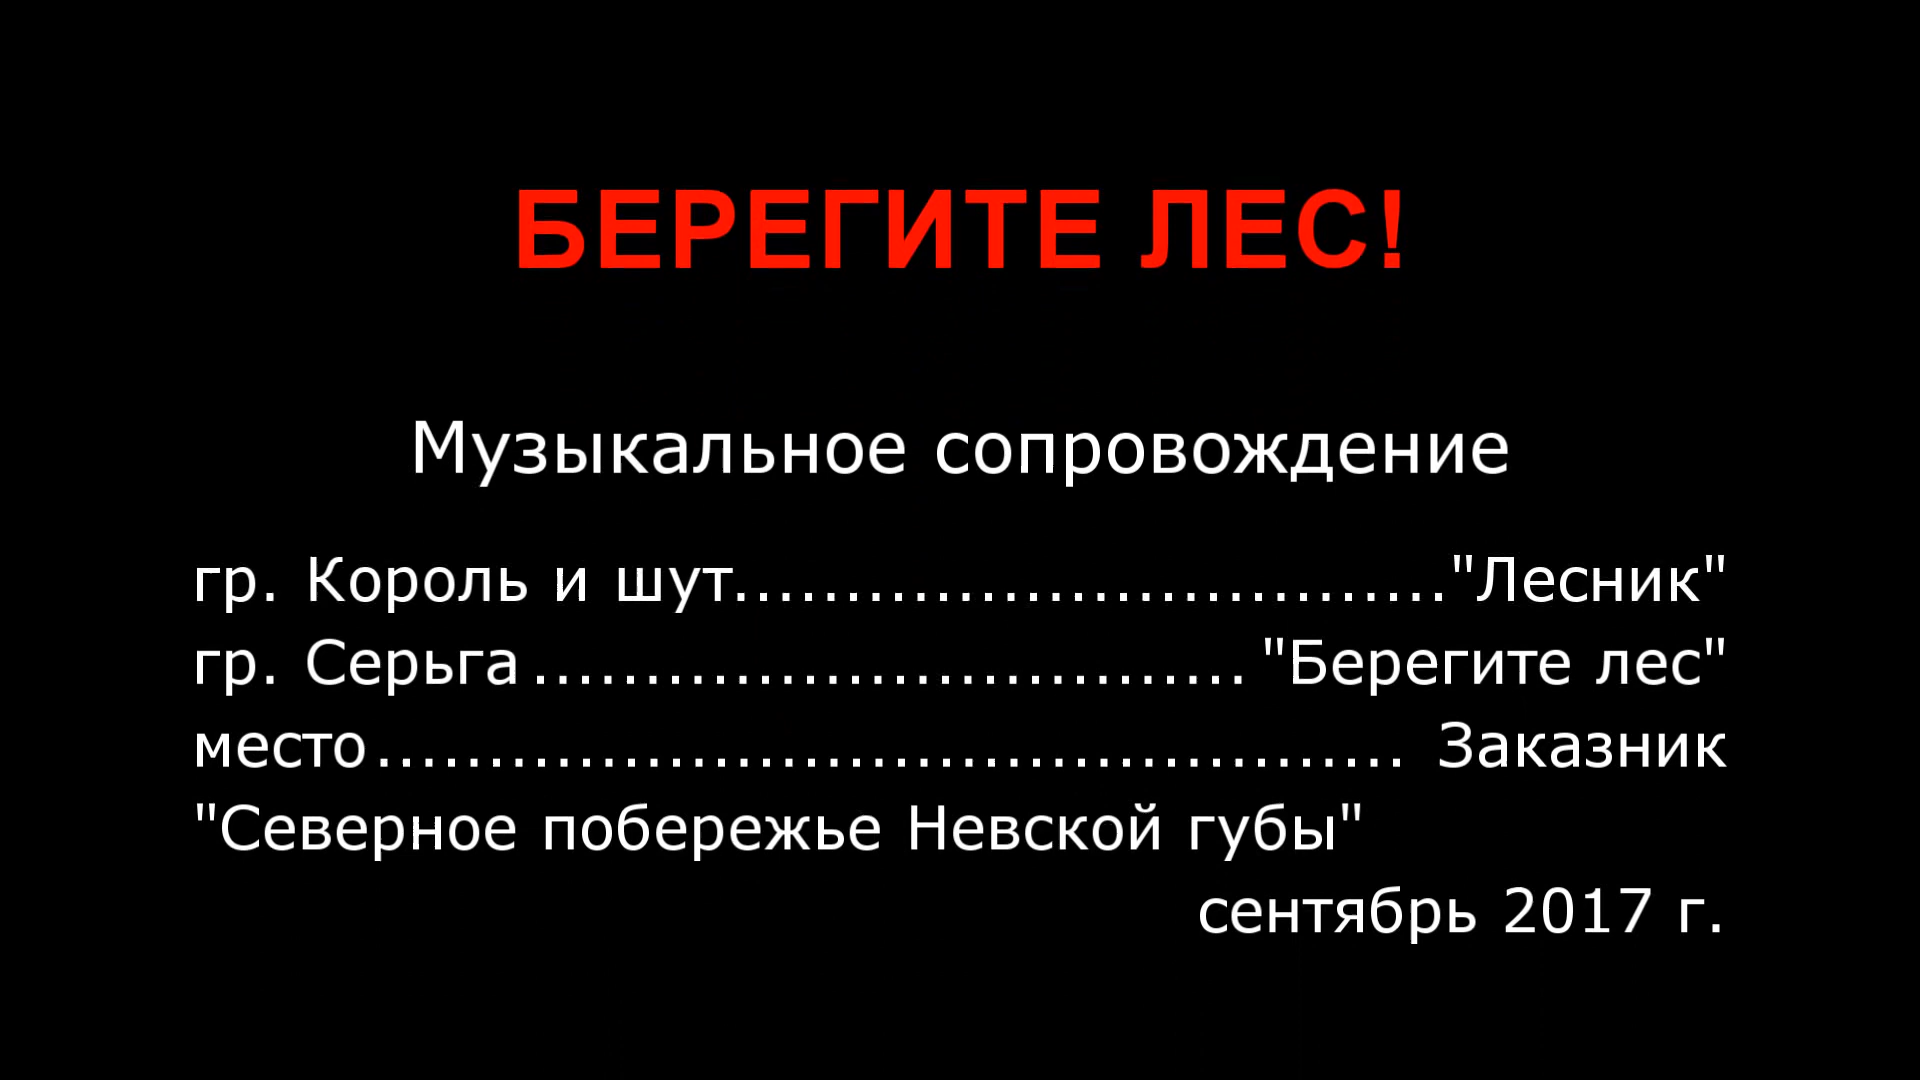 БЕРЕГИТЕ ЛЕС!
Музыкальное сопровождение
гр. Король и шут................................"Лесник"
гр. Серьга ................................ "Берегите лес"
место.............................................. Заказник
"Северное побережье Невской губы"
сентябрь 2017 г.